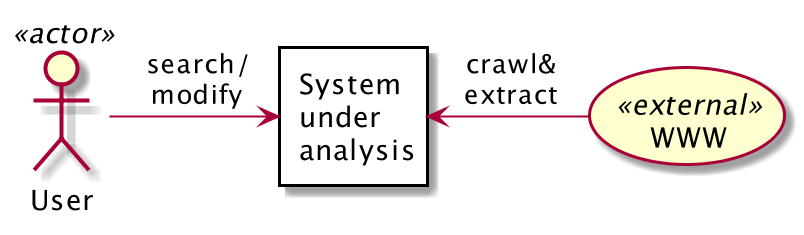 «actor»
User
search/
modify
System
under
analysis
crawl&
extract
«external»
WWW